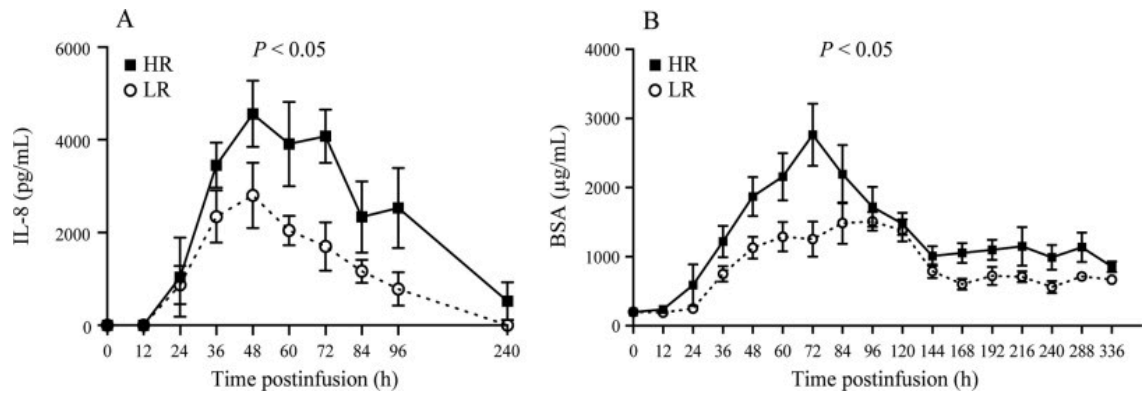 A
P < 0.05
HR
LR
6000
4000
2000
0
IL-8 (pg/mL)
0 12 24 36 48 60 72 84 96 240
Time postinfusion (h)
B
P < 0.05
HR
LR
4000
3000
2000
1000
0
BSA (µg/mL)
0 12 24 36 48 60 72 84 96 120 144 168 192 216 240 288 336
Time postinfusion (h)